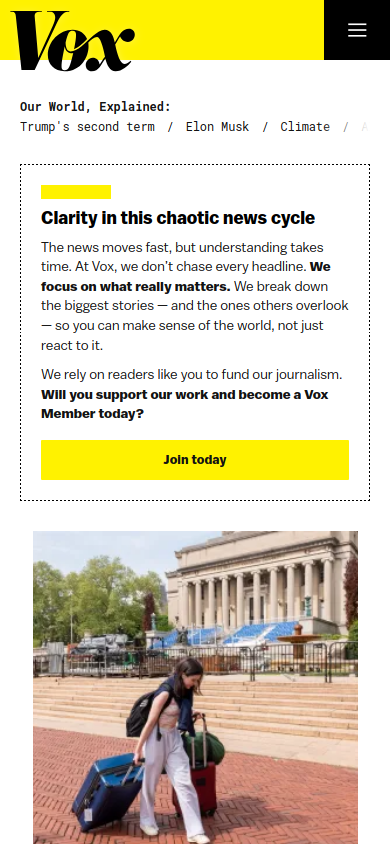 Vox
Our World, Explained:
Trump's second term / Elon Musk / Climate /
Clarity in this chaotic news cycle
The news moves fast, but understanding takes
time. At Vox, we don’t chase every headline. We
focus on what really matters. We break down
the biggest stories — and the ones others overlook
— so you can make sense of the world, not just
react to it.
We rely on readers like you to fund our journalism.
Will you support our work and become a Vox
Member today?
Join today